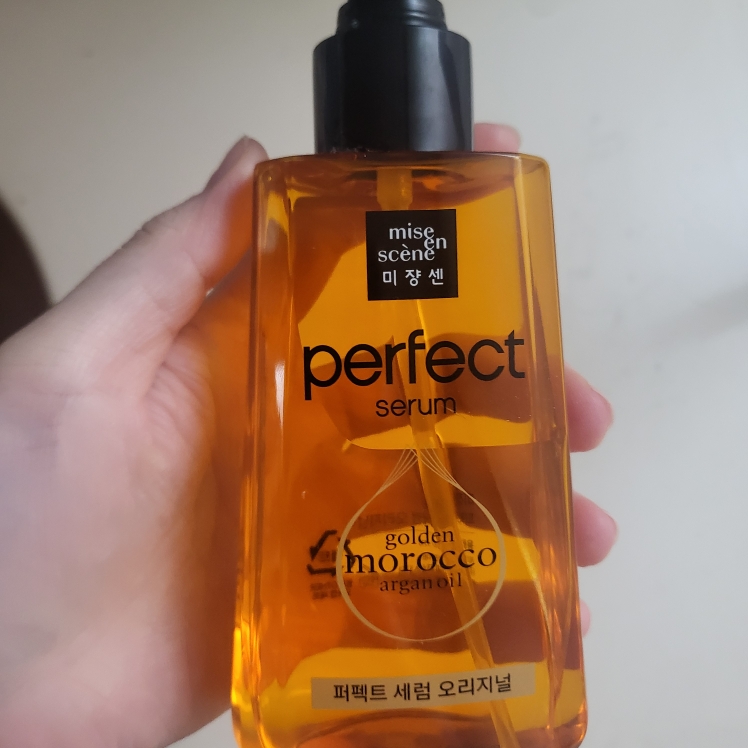 mise
en
scène
미쟝센
perfect
serum
golden
morocco
argan oil
퍼펙트 세럼 오리지널